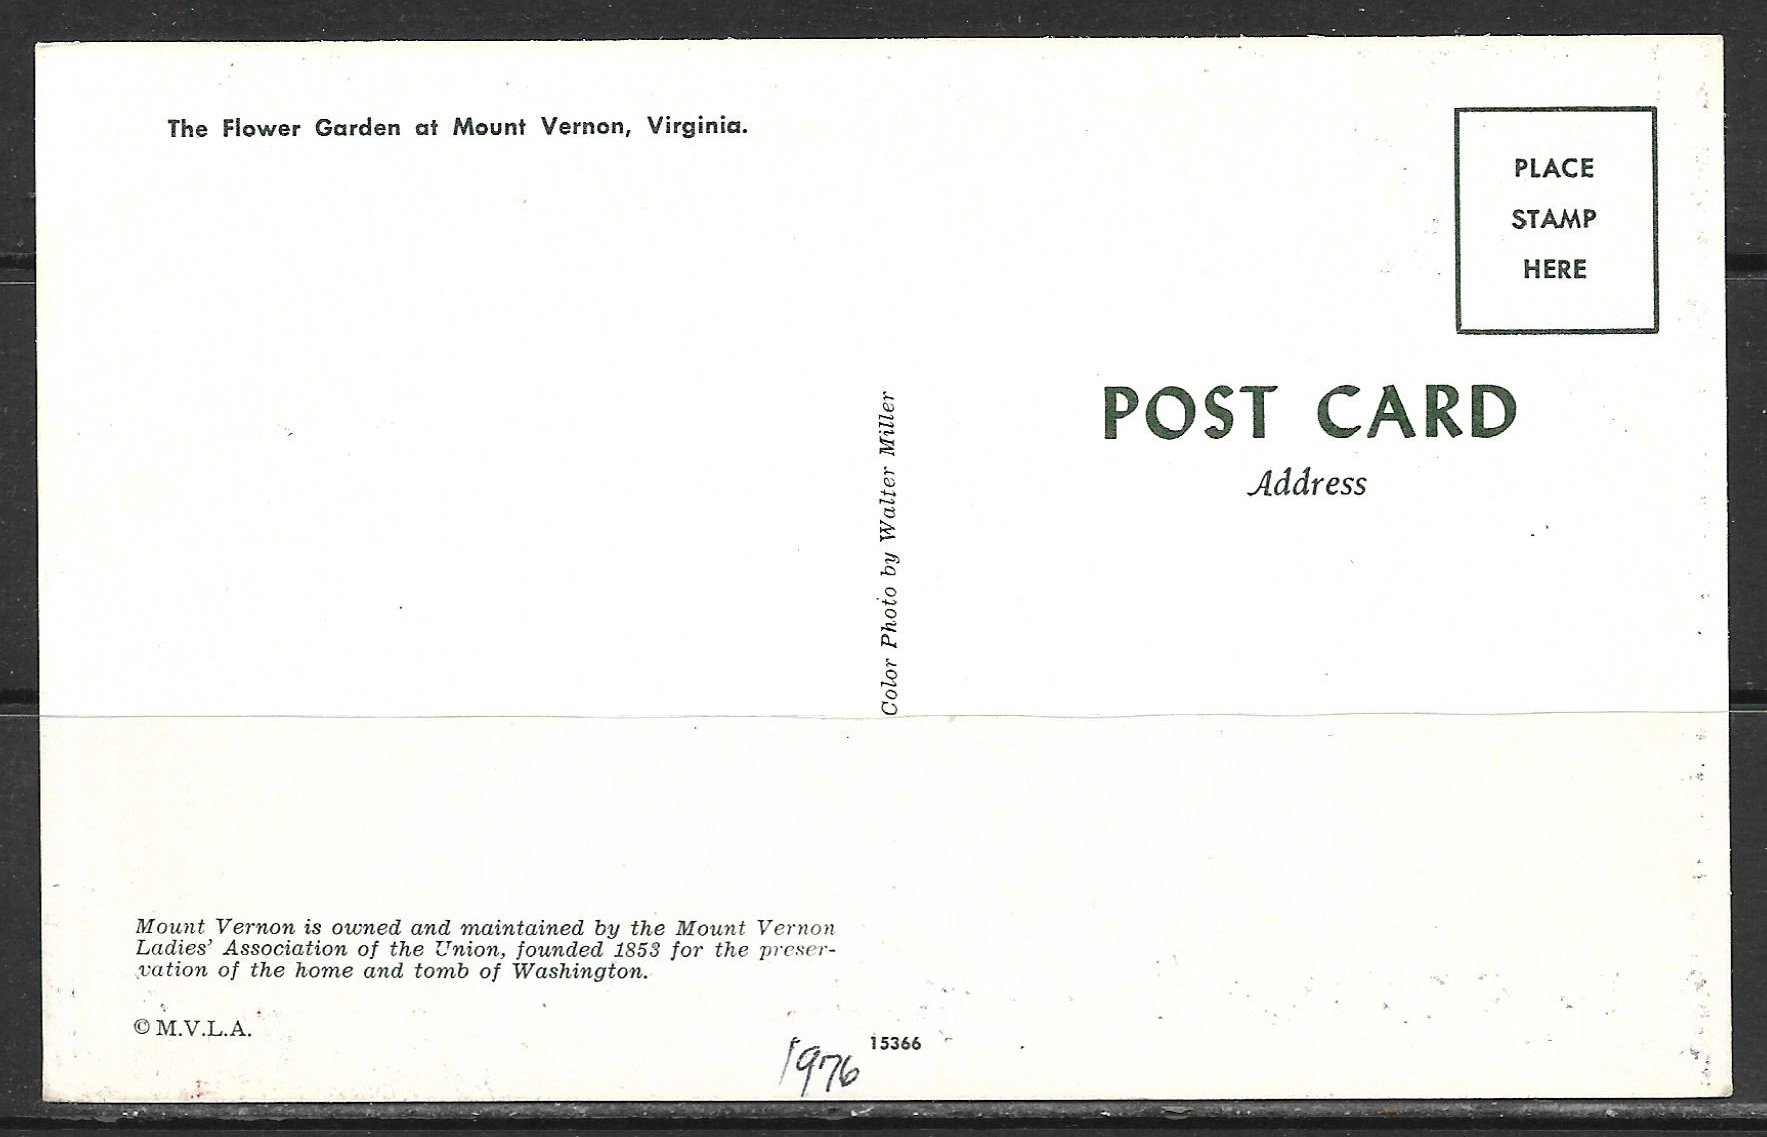 The Flower Garden at Mount Vernon, Virginia.
PLACE
STAMP
HERE
POST CARD
Address
Color Photo by Walter Miller
Mount Vernon is owned and maintained by the Mount Vernon
Ladies' Association of the Union, founded 1853 for the preser-
vation of the home and tomb of Washington.
© M.V.L.A.
15366
1976